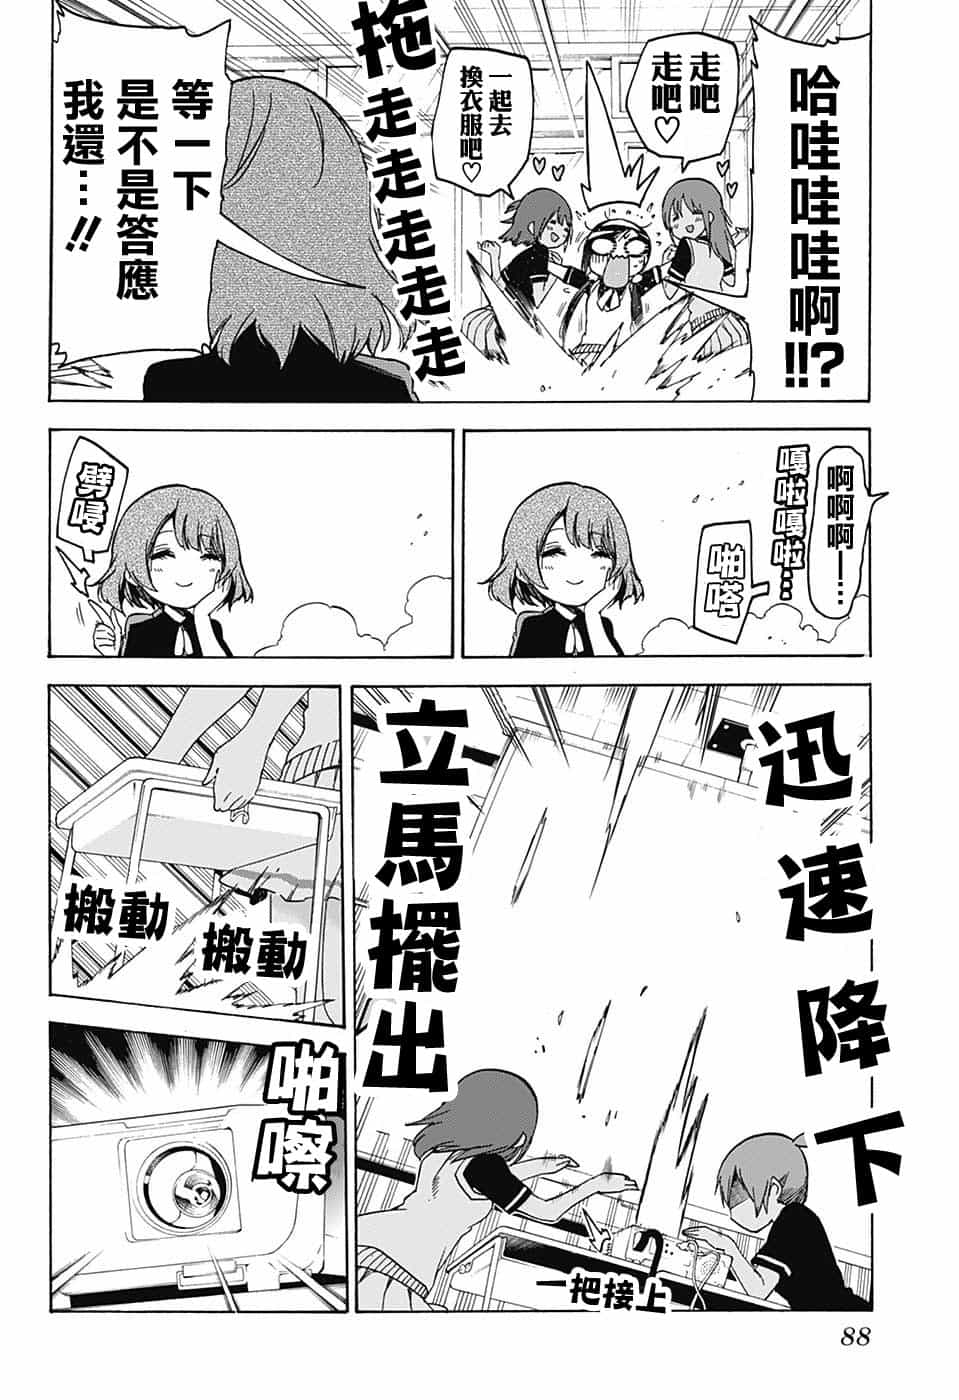 哈哇哇哇啊!!!?
走吧
走吧♡
一起去
換衣服吧♡
拖走走走走走
等一下
是不是答應
我還…!!
啊啊啊——…
嘎啦嘎啦…
啪嗒
劈啪
迅速降下
立馬擺出
一把接上
搬動
搬動
啪嚓
88